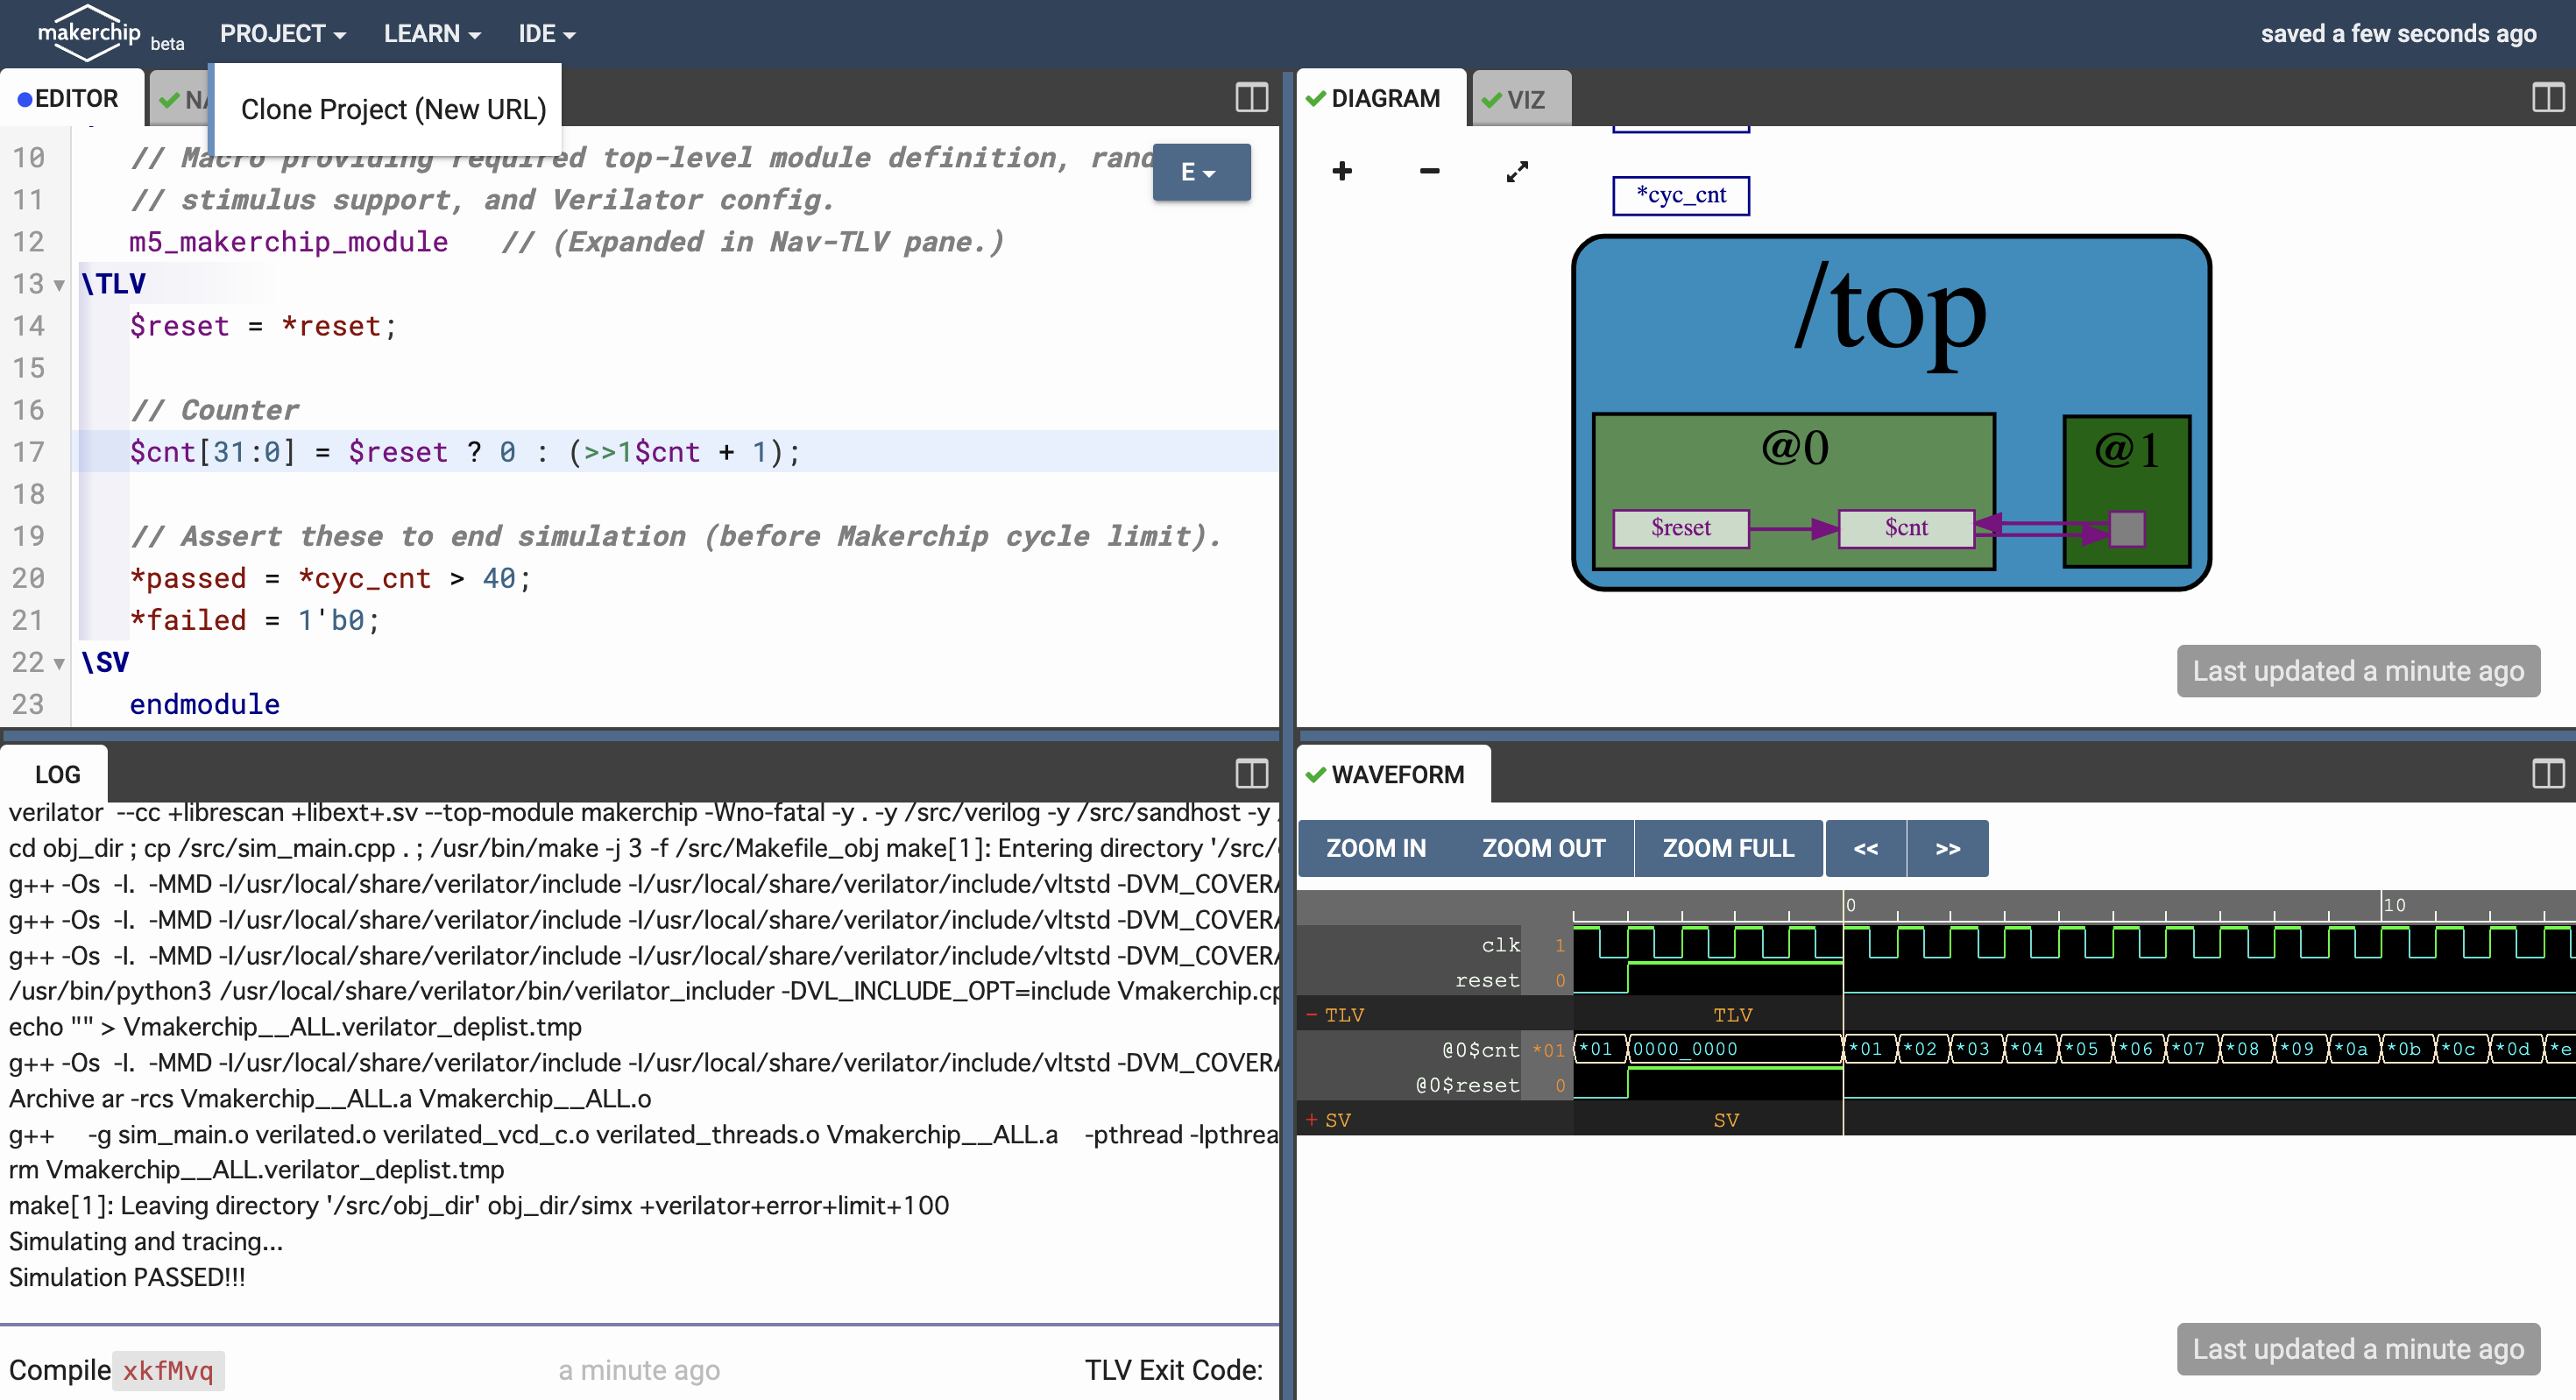 makerchip beta PROJECT LEARN IDE saved a few seconds ago
EDITOR
Clone Project (New URL)
E
10 // Macro providing required top-level module definition, rand
11 // stimulus support, and Verilator config.
12 m5_makerchip_module // (Expanded in Nav-TLV pane.)
13 \TLV
14 $reset = *reset;
15
16 // Counter
17 $cnt[31:0] = $reset ? 0 : (>>1$cnt + 1);
18
19 // Assert these to end simulation (before Makerchip cycle limit).
20 *passed = *cyc_cnt > 40;
21 *failed = 1'b0;
22 \SV
23 endmodule
DIAGRAM VIZ
*cyc_cnt
/top
@0 @1
$reset $cnt
Last updated a minute ago
LOG
verilator --cc +librescan +libext+.sv --top-module makerchip -Wno-fatal -y . -y /src/verilog -y /src/sandhost -y
cd obj_dir ; cp /src/sim_main.cpp . ; /usr/bin/make -j 3 -f /src/Makefile_obj make[1]: Entering directory '/src/
g++ -Os -I. -MMD -I/usr/local/share/verilator/include -I/usr/local/share/verilator/include/vltstd -DVM_COVERA
g++ -Os -I. -MMD -I/usr/local/share/verilator/include -I/usr/local/share/verilator/include/vltstd -DVM_COVERA
g++ -Os -I. -MMD -I/usr/local/share/verilator/include -I/usr/local/share/verilator/include/vltstd -DVM_COVERA
/usr/bin/python3 /usr/local/share/verilator/bin/verilator_includer -DVL_INCLUDE_OPT=include Vmakerchip.cp
echo "" > Vmakerchip__ALL.verilator_deplist.tmp
g++ -Os -I. -MMD -I/usr/local/share/verilator/include -I/usr/local/share/verilator/include/vltstd -DVM_COVERA
Archive ar -rcs Vmakerchip__ALL.a Vmakerchip__ALL.o
g++ -g sim_main.o verilated.o verilated_vcd_c.o verilated_threads.o Vmakerchip__ALL.a -pthread -lpthrea
rm Vmakerchip__ALL.verilator_deplist.tmp
make[1]: Leaving directory '/src/obj_dir' obj_dir/simx +verilator+error+limit+100
Simulating and tracing...
Simulation PASSED!!!
Compile xkfMvq a minute ago TLV Exit Code:
WAVEFORM
ZOOM IN ZOOM OUT ZOOM FULL << >>
0 10
clk 1
reset 0
- TLV TLV
@0$cnt *01 *01 0000_0000 *01 *02 *03 *04 *05 *06 *07 *08 *09 *0a *0b *0c *0d *e
@0$reset 0
+ SV SV
Last updated a minute ago